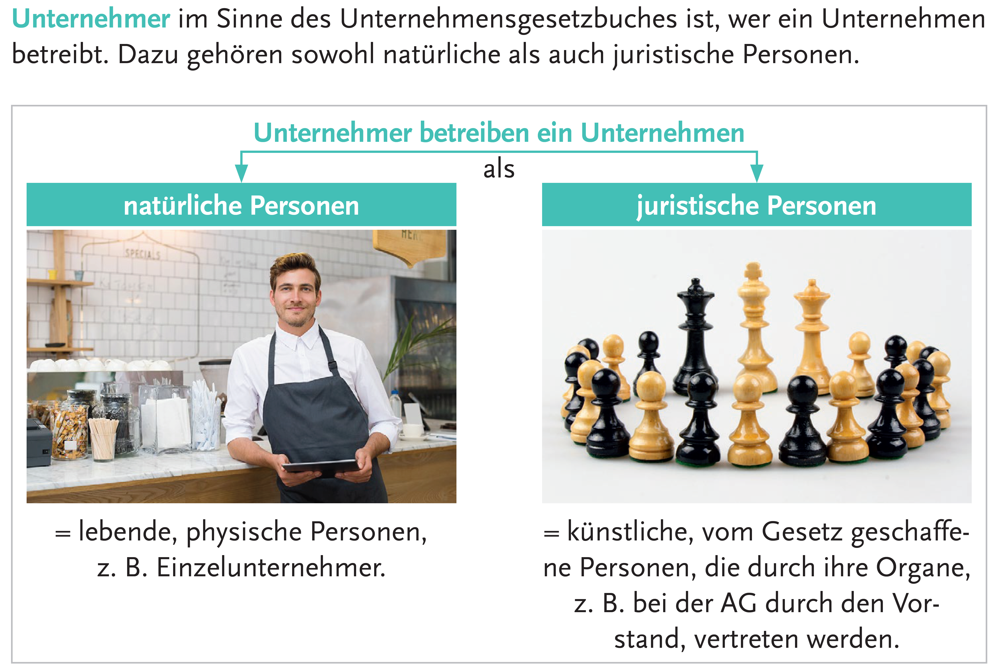 Unternehmer im Sinne des Unternehmensgesetzbuches ist, wer ein Unternehmen
betreibt. Dazu gehören sowohl natürliche als auch juristische Personen.
Unternehmer betreiben ein Unternehmen
als
natürliche Personen
SPECIALS
KITCHEN
= lebende, physische Personen,
z. B. Einzelunternehmer.
juristische Personen
= künstliche, vom Gesetz geschaffe-
ne Personen, die durch ihre Organe,
z. B. bei der AG durch den Vor-
stand, vertreten werden.